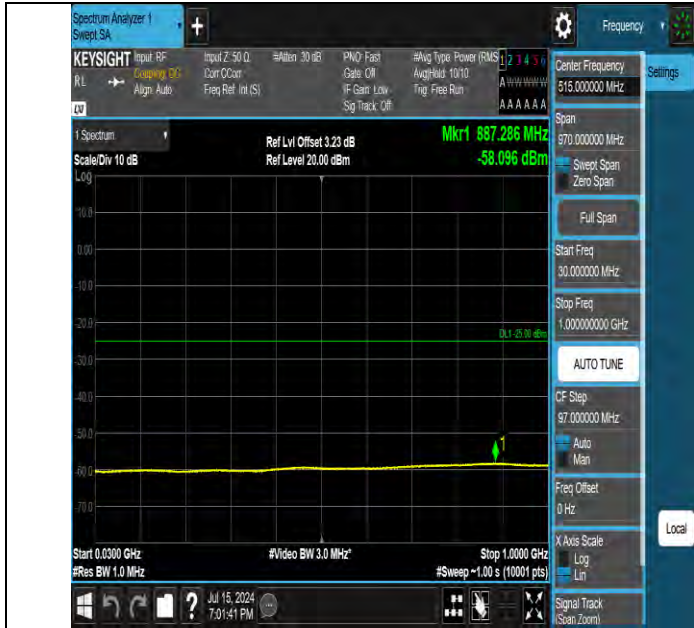 Spectrum Analyzer 1
Swept SA
Frequency
KEYSIGHT
RL
LXI
Input: RF
Coupling: DC
Align: Auto
Input Z: 50 Ω
Corr CCorr
Freq Ref: Int (S)
#Atten: 30 dB
PNO: Fast
Gate: Off
IF Gain: Low
Sig Track: Off
#Avg Type: Power (RMS
Avg|Hold: 10/10
Trig: Free Run
1 2 3 4 5 6
A W W W W W
A A A A A A
1 Spectrum
Scale/Div 10 dB
Log
Ref Lvl Offset 3.23 dB
Ref Level 20.00 dBm
Mkr1 887.286 MHz
-58.096 dBm
10.0
0.00
-10.0
-20.0
-30.0
-40.0
-50.0
-60.0
-70.0
DL1 -25.00 dBm
1
Start 0.0300 GHz
#Res BW 1.0 MHz
#Video BW 3.0 MHz*
Stop 1.0000 GHz
#Sweep ~1.00 s (10001 pts)
Jul 15, 2024
7:01:41 PM
Settings
Center Frequency
515.000000 MHz
Span
970.000000 MHz
Swept Span
Zero Span
Full Span
Start Freq
30.000000 MHz
Stop Freq
1.000000000 GHz
AUTO TUNE
CF Step
97.000000 MHz
Auto
Man
Freq Offset
0 Hz
X Axis Scale
Log
Lin
Signal Track
(Span Zoom)
Local